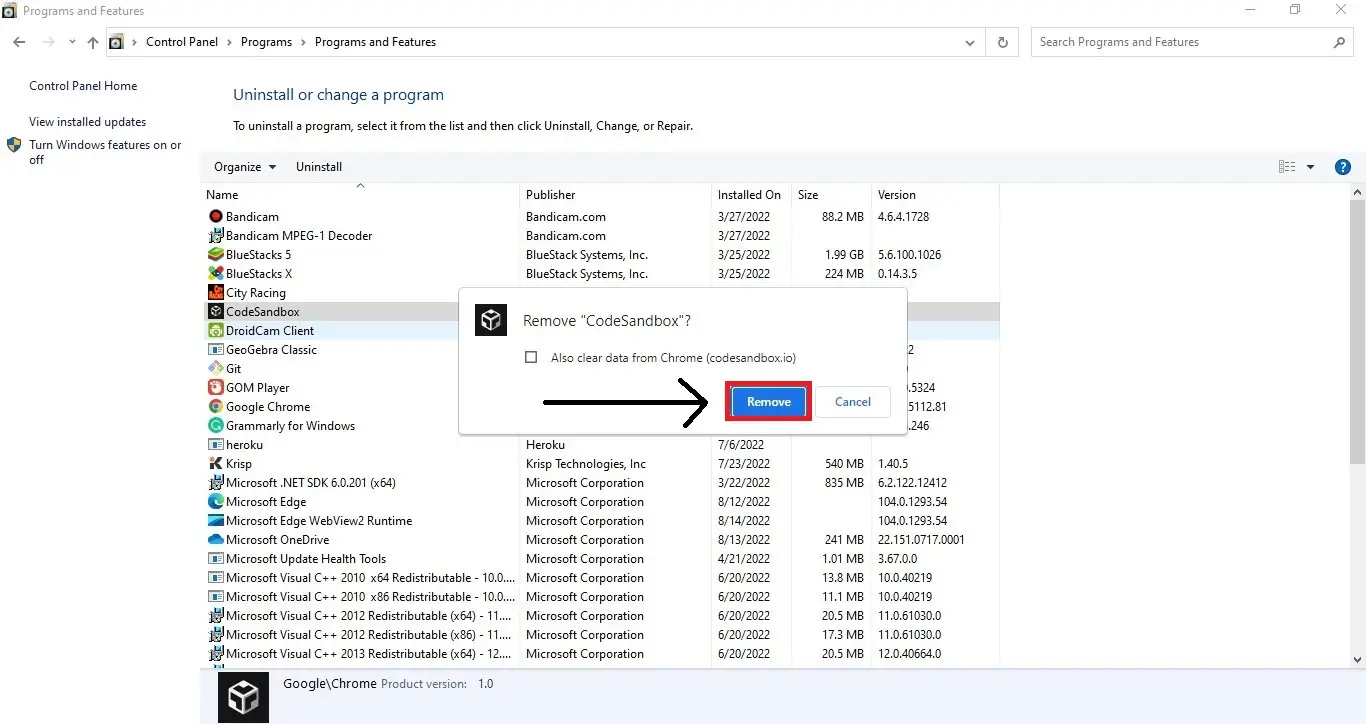 Programs and Features
Control Panel > Programs > Programs and Features
Search Programs and Features
Control Panel Home
View installed updates
Turn Windows features on or
off
Uninstall or change a program
To uninstall a program, select it from the list and then click Uninstall, Change, or Repair.
Organize Uninstall
Name Publisher Installed On Size Version
Bandicam Bandicam.com 3/27/2022 88.2 MB 4.6.4.1728
Bandicam MPEG-1 Decoder Bandicam.com 3/27/2022
BlueStacks 5 BlueStack Systems, Inc. 3/25/2022 1.99 GB 5.6.100.1026
BlueStacks X BlueStack Systems, Inc. 3/25/2022 224 MB 0.14.3.5
City Racing
CodeSandbox
DroidCam Client
GeoGebra Classic 2
Git
GOM Player .5324
Google Chrome 5112.81
Grammarly for Windows .246
Remove "CodeSandbox"?
Also clear data from Chrome (codesandbox.io)
Remove Cancel
heroku Heroku 7/6/2022
Krisp Krisp Technologies, Inc 7/23/2022 540 MB 1.40.5
Microsoft .NET SDK 6.0.201 (x64) Microsoft Corporation 3/22/2022 835 MB 6.2.122.12412
Microsoft Edge Microsoft Corporation 8/12/2022 104.0.1293.54
Microsoft Edge WebView2 Runtime Microsoft Corporation 8/14/2022 104.0.1293.54
Microsoft OneDrive Microsoft Corporation 8/13/2022 241 MB 22.151.0717.0001
Microsoft Update Health Tools Microsoft Corporation 4/21/2022 1.01 MB 3.67.0.0
Microsoft Visual C++ 2010 x64 Redistributable - 10.0.... Microsoft Corporation 6/20/2022 13.8 MB 10.0.40219
Microsoft Visual C++ 2010 x86 Redistributable - 10.0.... Microsoft Corporation 6/20/2022 11.1 MB 10.0.40219
Microsoft Visual C++ 2012 Redistributable (x64) - 11.... Microsoft Corporation 6/20/2022 20.5 MB 11.0.61030.0
Microsoft Visual C++ 2012 Redistributable (x86) - 11.... Microsoft Corporation 6/20/2022 17.3 MB 11.0.61030.0
Microsoft Visual C++ 2013 Redistributable (x64) - 12.... Microsoft Corporation 6/20/2022 20.5 MB 12.0.40664.0
Google\Chrome Product version: 1.0